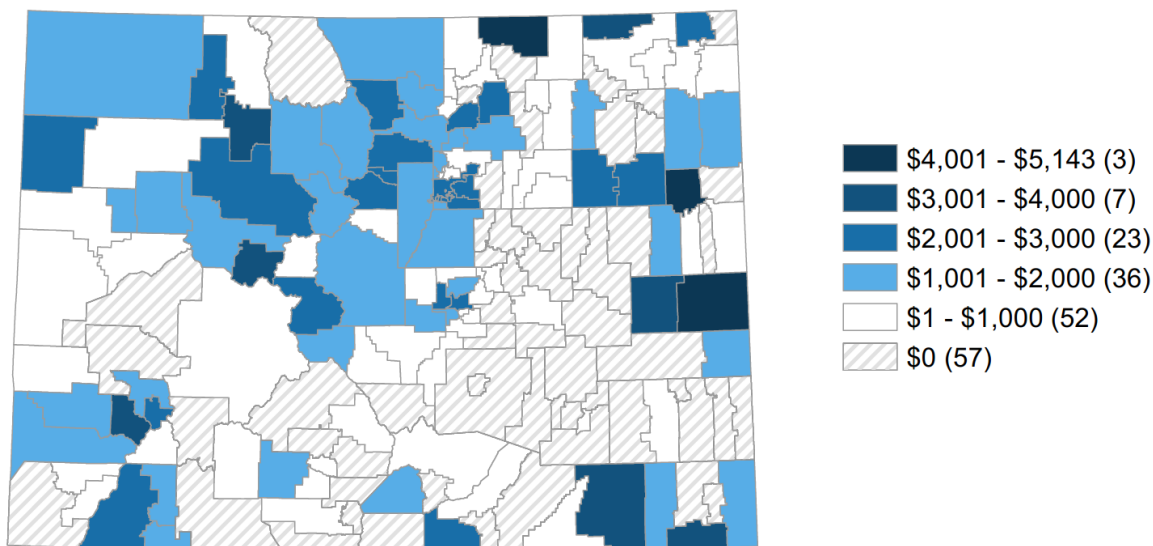 $4,001 - $5,143 (3)
$3,001 - $4,000 (7)
$2,001 - $3,000 (23)
$1,001 - $2,000 (36)
$1 - $1,000 (52)
$0 (57)